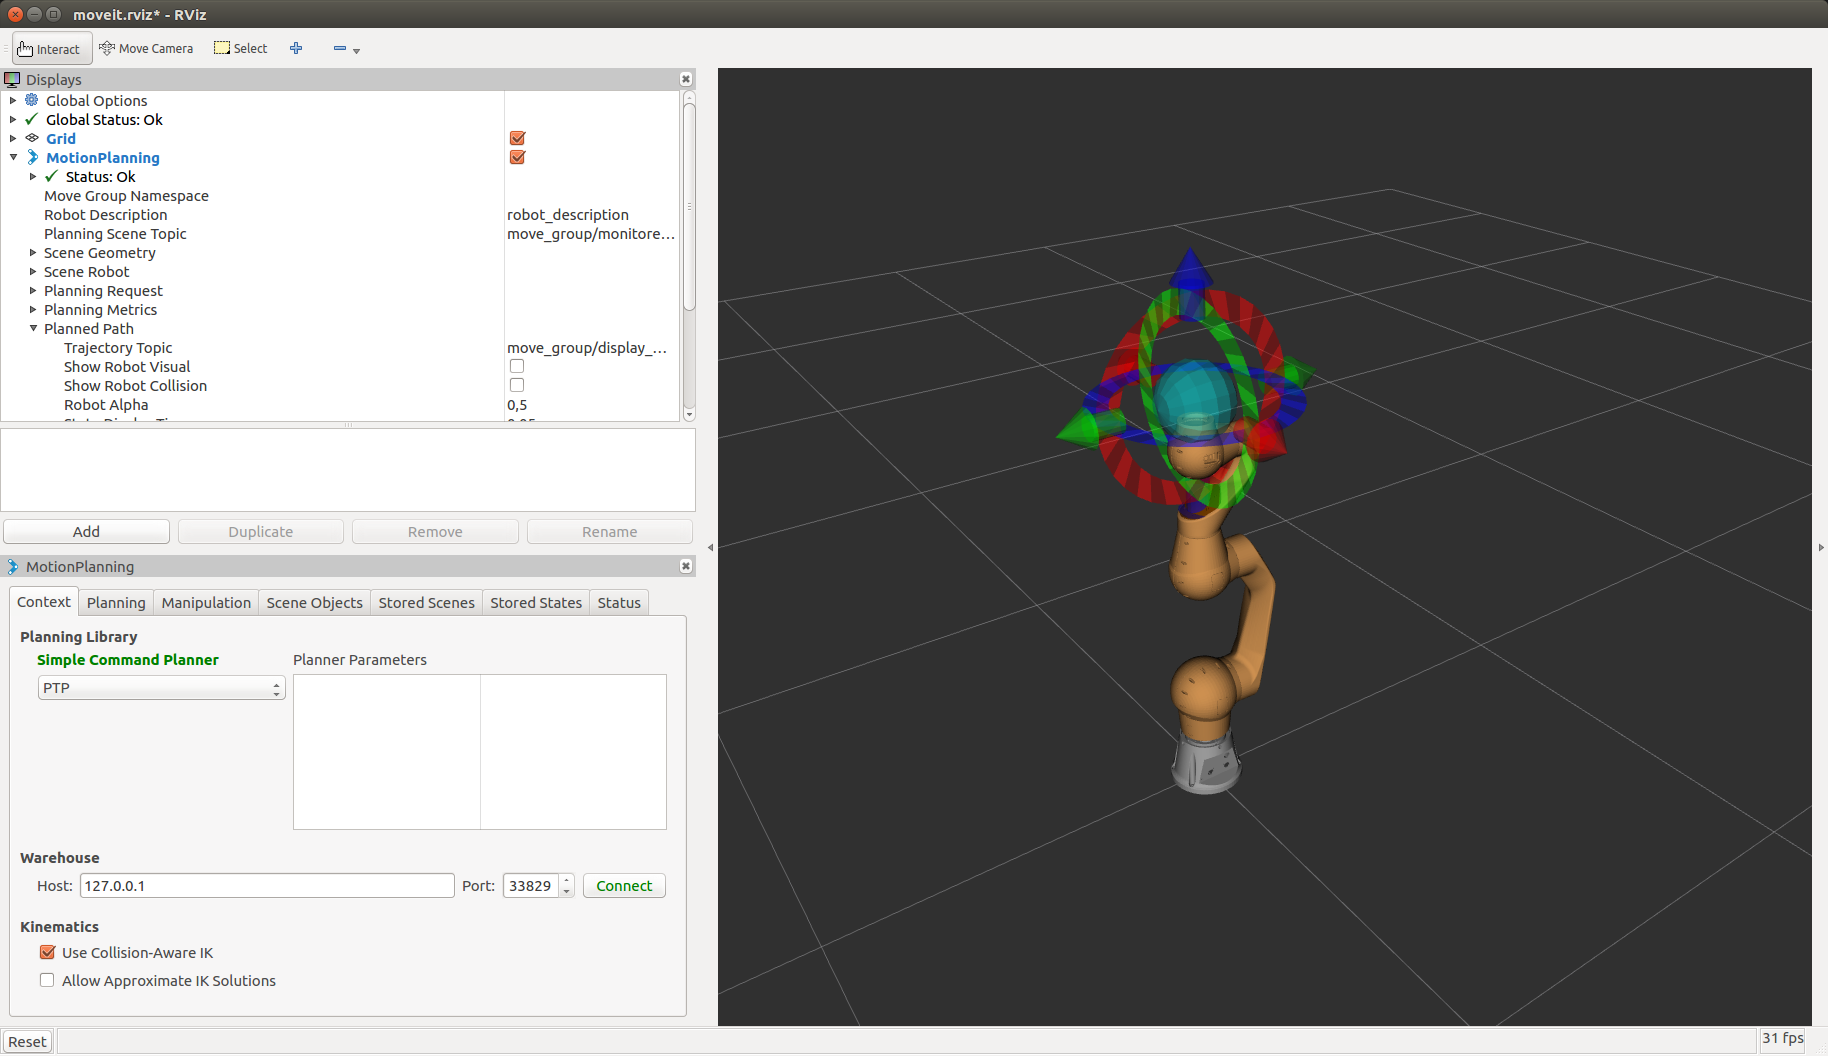 moveit.rviz* - RViz
Interact Move Camera Select
Displays
Global Options
Global Status: Ok
Grid
MotionPlanning
Status: Ok
Move Group Namespace
Robot Description robot_description
Planning Scene Topic move_group/monitore...
Scene Geometry
Scene Robot
Planning Request
Planning Metrics
Planned Path
Trajectory Topic move_group/display_...
Show Robot Visual
Show Robot Collision
Robot Alpha 0,5
Add Duplicate Remove Rename
MotionPlanning
Context Planning Manipulation Scene Objects Stored Scenes Stored States Status
Planning Library
Simple Command Planner Planner Parameters
PTP
Warehouse
Host: 127.0.0.1 Port: 33829 Connect
Kinematics
Use Collision-Aware IK
Allow Approximate IK Solutions
Reset 31 fps